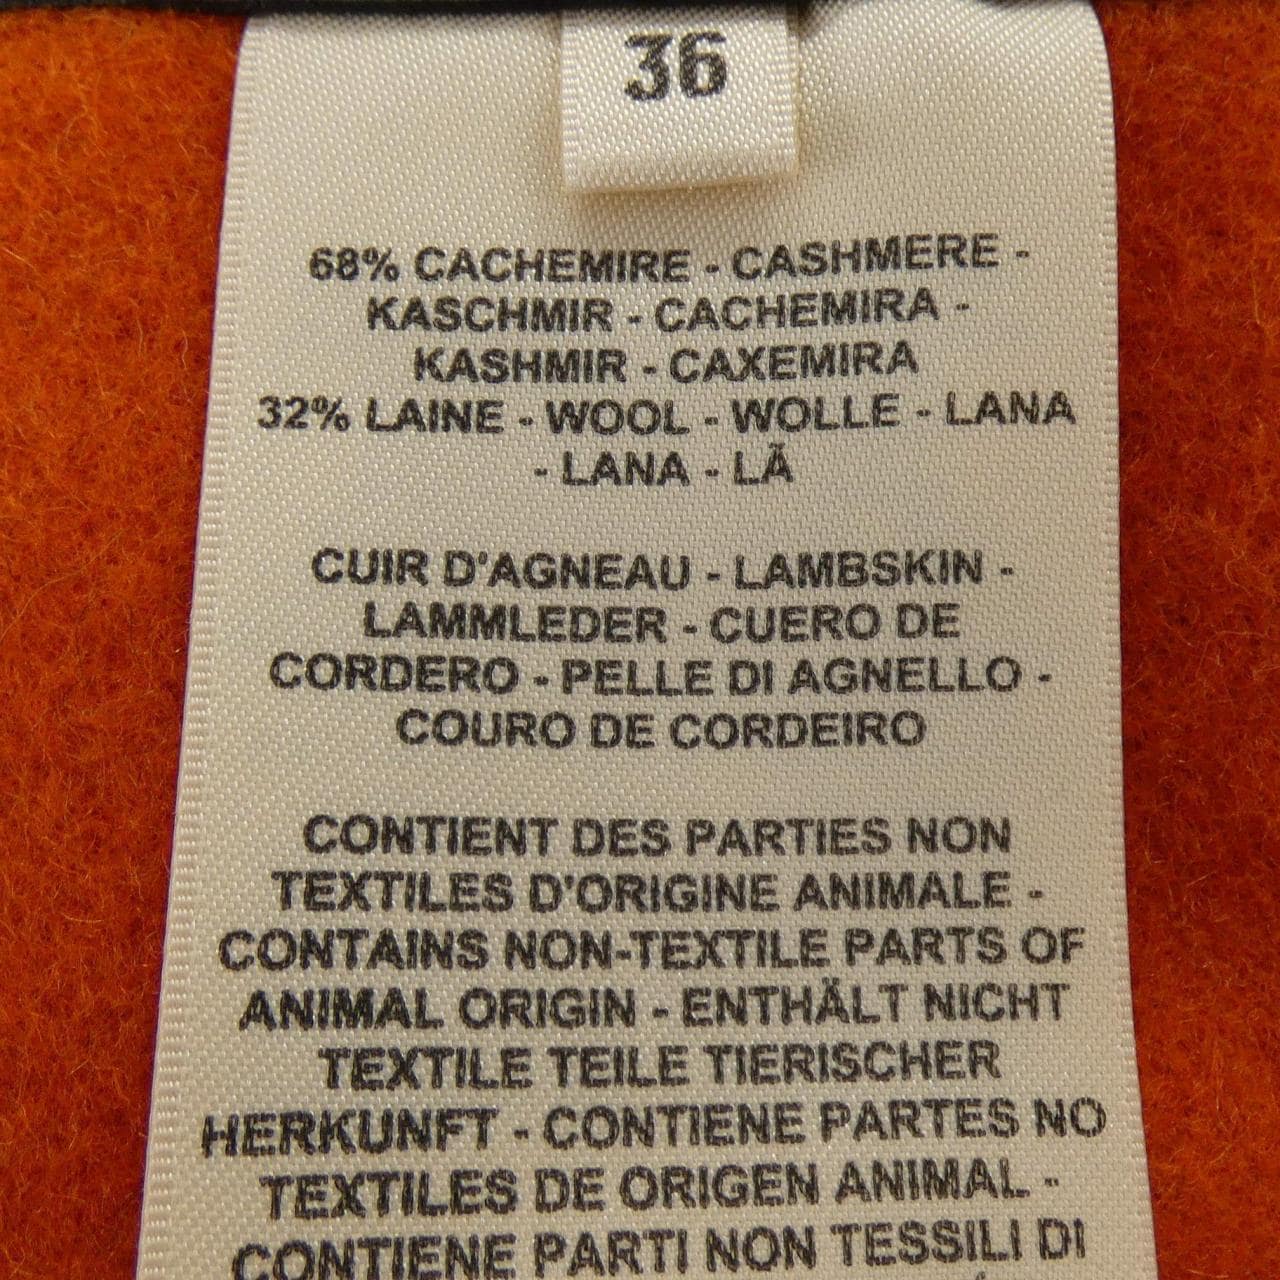 36
68% CACHEMIRE - CASHMERE -
KASCHMIR - CACHEMIRA -
KASHMIR - CAXEMIRA
32% LAINE - WOOL - WOLLE - LANA
- LANA - LÃ
CUIR D'AGNEAU - LAMBSKIN -
LAMMLEDER - CUERO DE
CORDERO - PELLE DI AGNELLO -
COURO DE CORDEIRO
CONTIENT DES PARTIES NON
TEXTILES D'ORIGINE ANIMALE -
CONTAINS NON-TEXTILE PARTS OF
ANIMAL ORIGIN - ENTHÄLT NICHT
TEXTILE TEILE TIERISCHER
HERKUNFT - CONTIENE PARTES NO
TEXTILES DE ORIGEN ANIMAL -
CONTIENE PARTI NON TESSILI DI